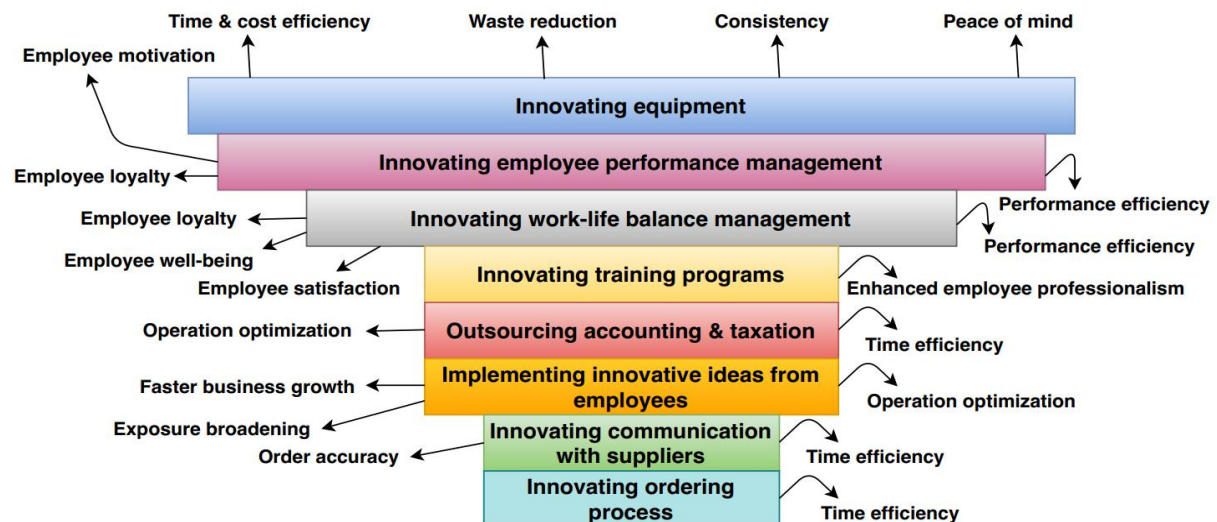 Time & cost efficiency
Waste reduction
Consistency
Peace of mind
Employee motivation
Innovating equipment
Innovating employee performance management
Employee loyalty
Performance efficiency
Employee loyalty
Innovating work-life balance management
Performance efficiency
Employee well-being
Employee satisfaction
Innovating training programs
Enhanced employee professionalism
Operation optimization
Outsourcing accounting & taxation
Time efficiency
Faster business growth
Implementing innovative ideas from
employees
Operation optimization
Exposure broadening
Order accuracy
Innovating communication
with suppliers
Time efficiency
Innovating ordering
process
Time efficiency